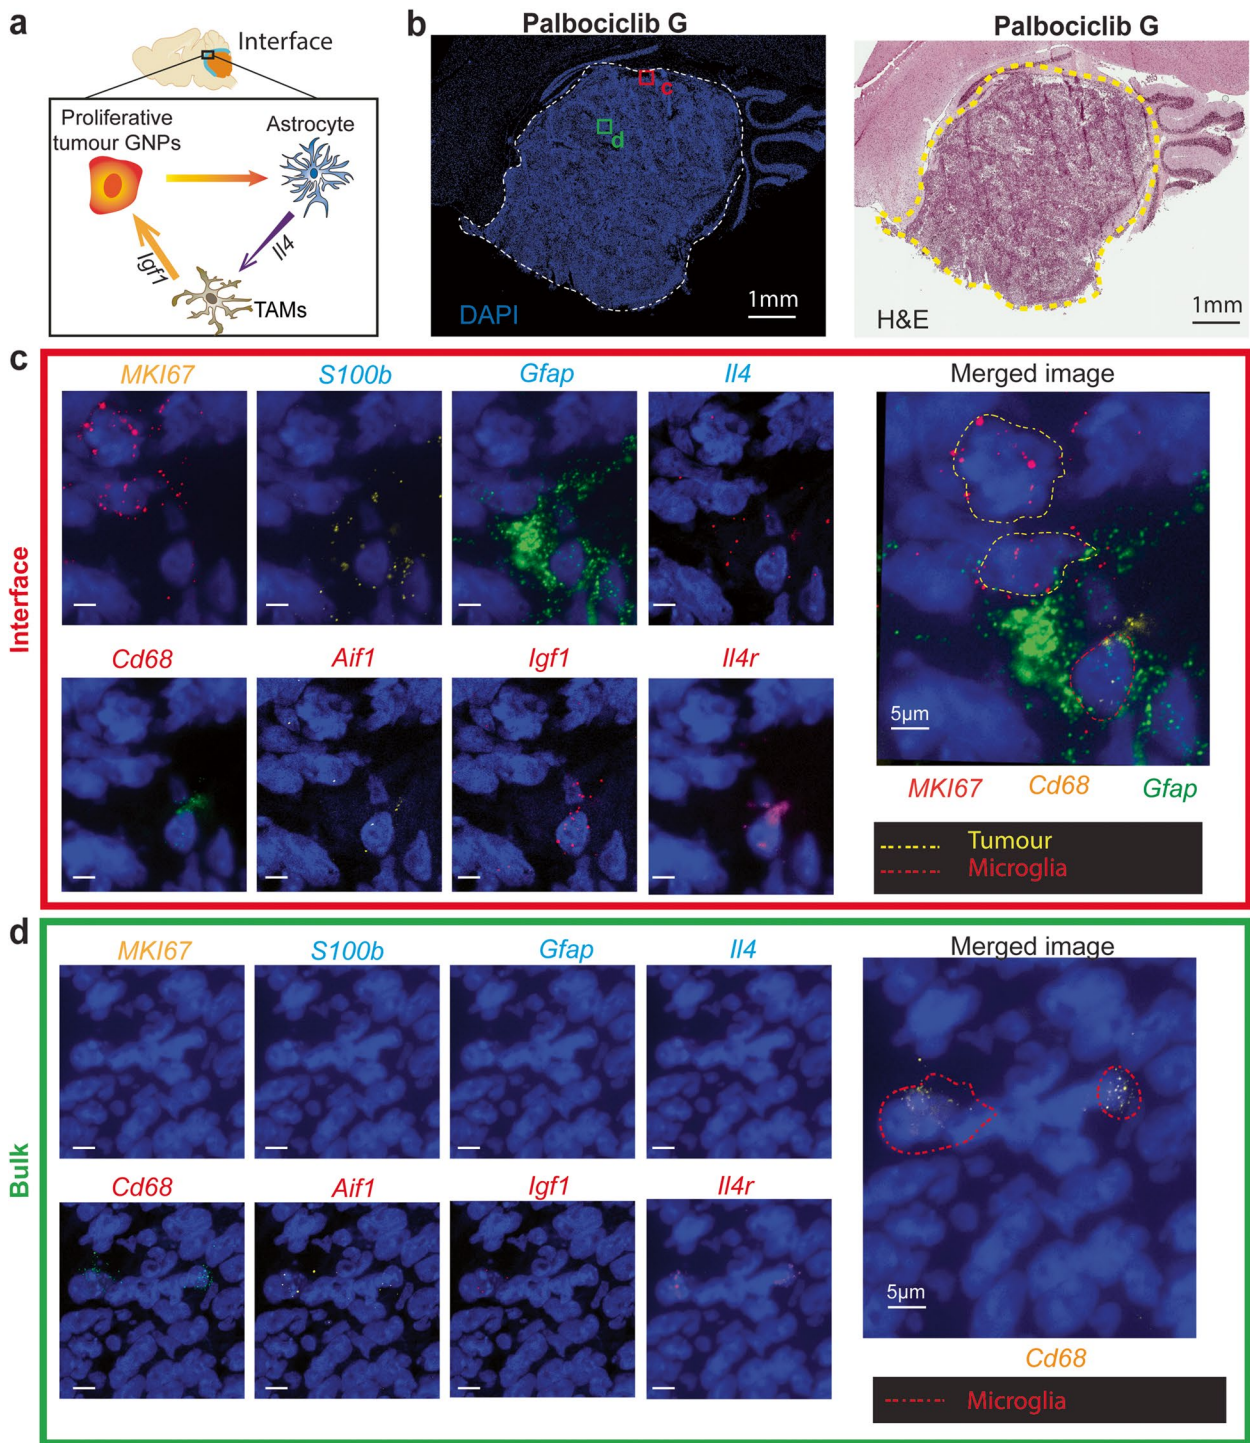 a
Interface
Proliferative
tumour GNPs
Astrocyte
Igf1
Il4
TAMs
b
Palbociclib G
c
d
DAPI
1mm
Palbociclib G
H&E
1mm
c
Interface
MKI67
S100b
Gfap
Il4
Merged image
Cd68
Aif1
Igf1
Il4r
5µm
MKI67
Cd68
Gfap
Tumour
Microglia
d
Bulk
MKI67
S100b
Gfap
Il4
Merged image
Cd68
Aif1
Igf1
Il4r
5µm
Cd68
Microglia